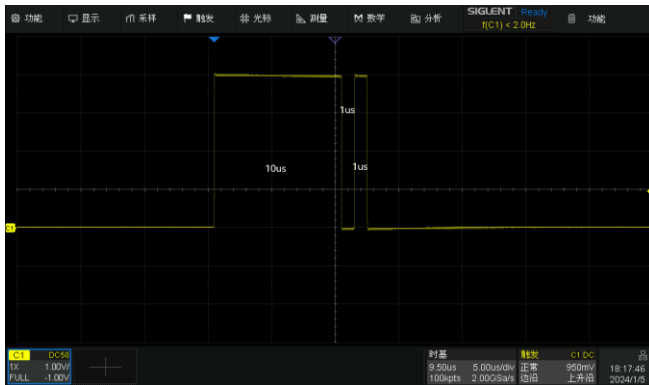 功能 显示 采样 触发 光标 测量 数学 分析 SIGLENT Ready 功能
f(C1) < 2.0Hz
1us
10us 1us
C1
C1 DC50 时基 触发 C1 DC
1X 1.00V/ 9.50us 5.00us/div 正常 950mV 18:17:46
FULL -1.00V 100kpts 2.00GSa/s 边沿 上升沿 2024/1/5